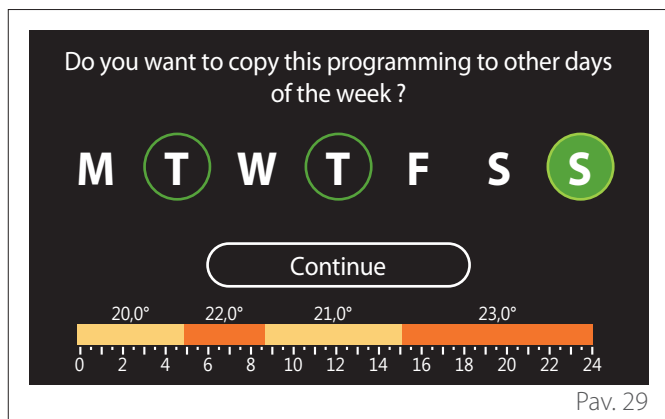 Do you want to copy this programming to other days
of the week ?
M T W T F S S
Continue
20,0° 22,0° 21,0° 23,0°
0 2 4 6 8 10 12 14 16 18 20 22 24
Pav. 29